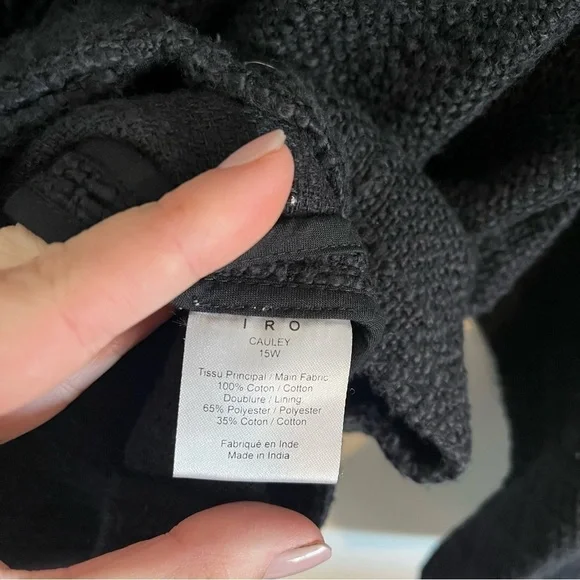 IRO
CAULEY
15W
Tissu Principal / Main Fabric
100% Coton / Cotton
Doublure / Lining:
65% Polyester / Polyester
35% Coton / Cotton
Fabriqué en Inde
Made in India